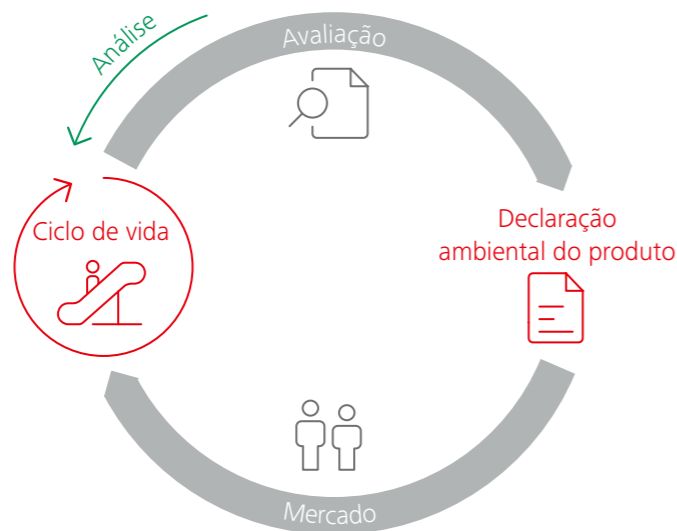 Análise
Avaliação
Ciclo de vida
Declaração
ambiental do produto
Mercado